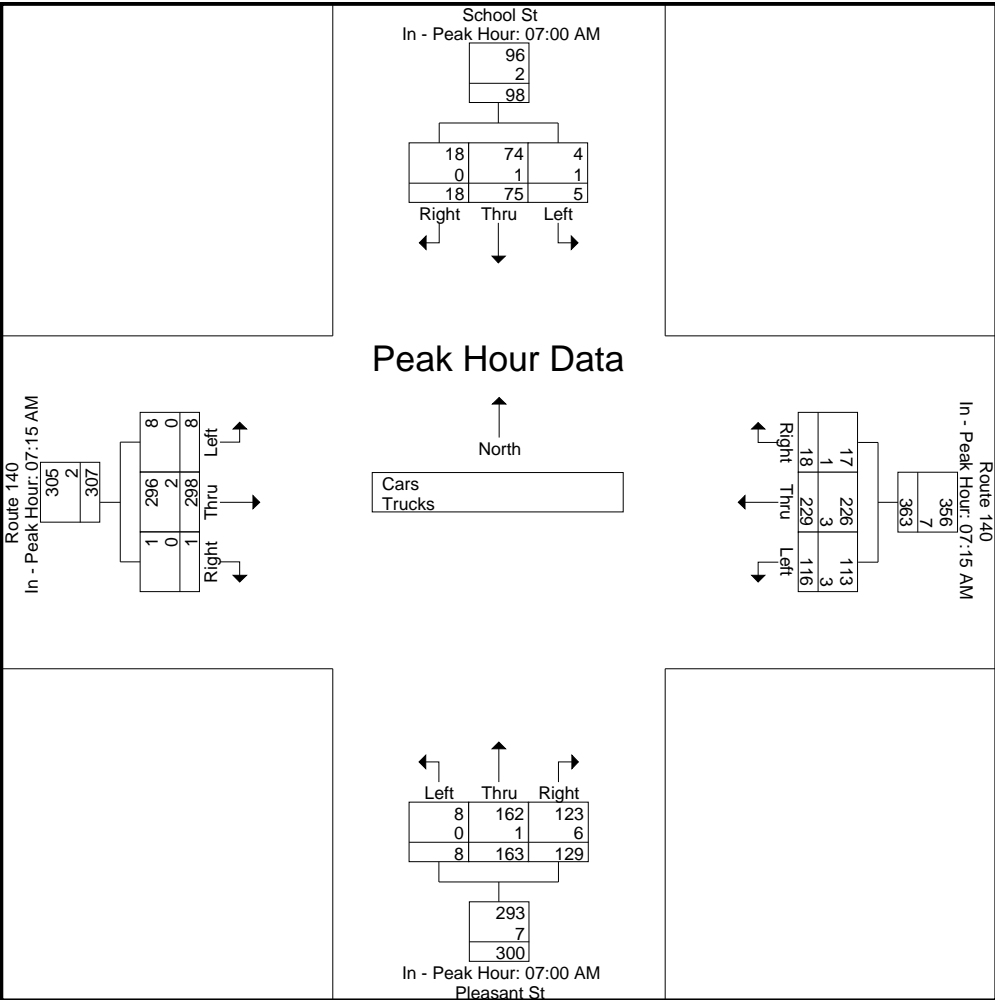 School St
In - Peak Hour: 07:00 AM
96
2
98
18 74 4
0 1 1
18 75 5
Right Thru Left
Peak Hour Data
North
Cars
Trucks
Route 140
In - Peak Hour: 07:15 AM
305
2
307
8 0 8
Left
296 2 298
Thru
1 0 1
Right
Route 140
In - Peak Hour: 07:15 AM
356
7
363
17
1
18
Right
226
3
229
Thru
113
3
116
Left
Left Thru Right
8 162 123
0 1 6
8 163 129
293
7
300
In - Peak Hour: 07:00 AM
Pleasant St